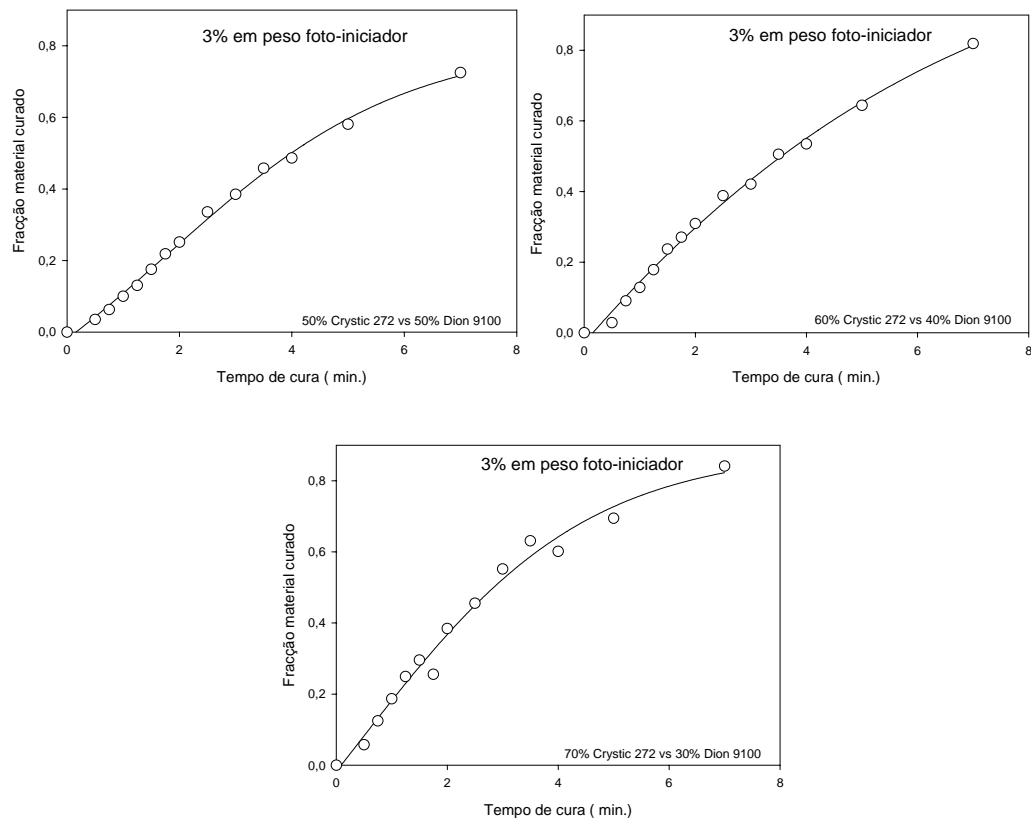 3% em peso foto-iniciador
0,8
0,6
0,4
0,2
0,0
Fracção material curado
50% Crystic 272 vs 50% Dion 9100
0 2 4 6 8
Tempo de cura ( min.)
3% em peso foto-iniciador
0,8
0,6
0,4
0,2
0,0
Fracção material curado
60% Crystic 272 vs 40% Dion 9100
0 2 4 6 8
Tempo de cura ( min.)
3% em peso foto-iniciador
0,8
0,6
0,4
0,2
0,0
Fracção material curado
70% Crystic 272 vs 30% Dion 9100
0 2 4 6 8
Tempo de cura ( min.)